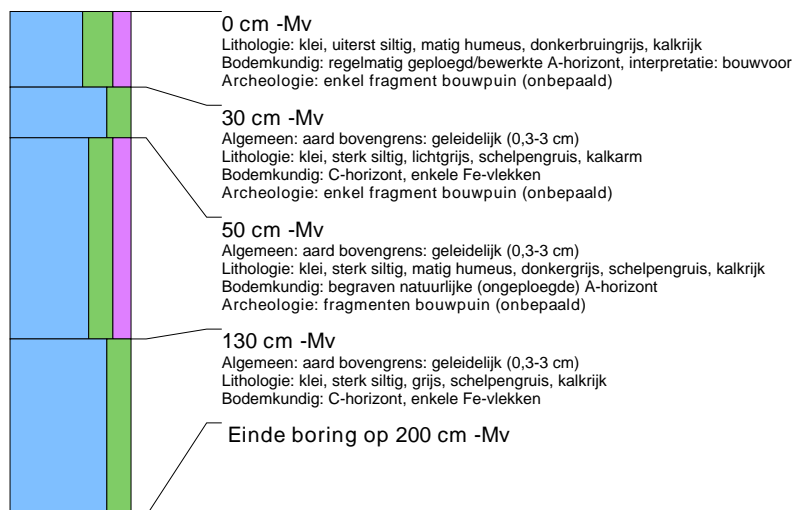 0 cm -Mv
Lithologie: klei, uiterst siltig, matig humeus, donkerbruingrijs, kalkrijk
Bodemkundig: regelmatig geploegd/bewerkte A-horizont, interpretatie: bouwvoor
Archeologie: enkel fragment bouwpuin (onbepaald)
30 cm -Mv
Algemeen: aard bovengrens: geleidelijk (0,3-3 cm)
Lithologie: klei, sterk siltig, lichtgrijs, schelpengruis, kalkarm
Bodemkundig: C-horizont, enkele Fe-vlekken
Archeologie: enkel fragment bouwpuin (onbepaald)
50 cm -Mv
Algemeen: aard bovengrens: geleidelijk (0,3-3 cm)
Lithologie: klei, sterk siltig, matig humeus, donkergrijs, schelpengruis, kalkrijk
Bodemkundig: begraven natuurlijke (ongeploegde) A-horizont
Archeologie: fragmenten bouwpuin (onbepaald)
130 cm -Mv
Algemeen: aard bovengrens: geleidelijk (0,3-3 cm)
Lithologie: klei, sterk siltig, grijs, schelpengruis, kalkrijk
Bodemkundig: C-horizont, enkele Fe-vlekken
Einde boring op 200 cm -Mv